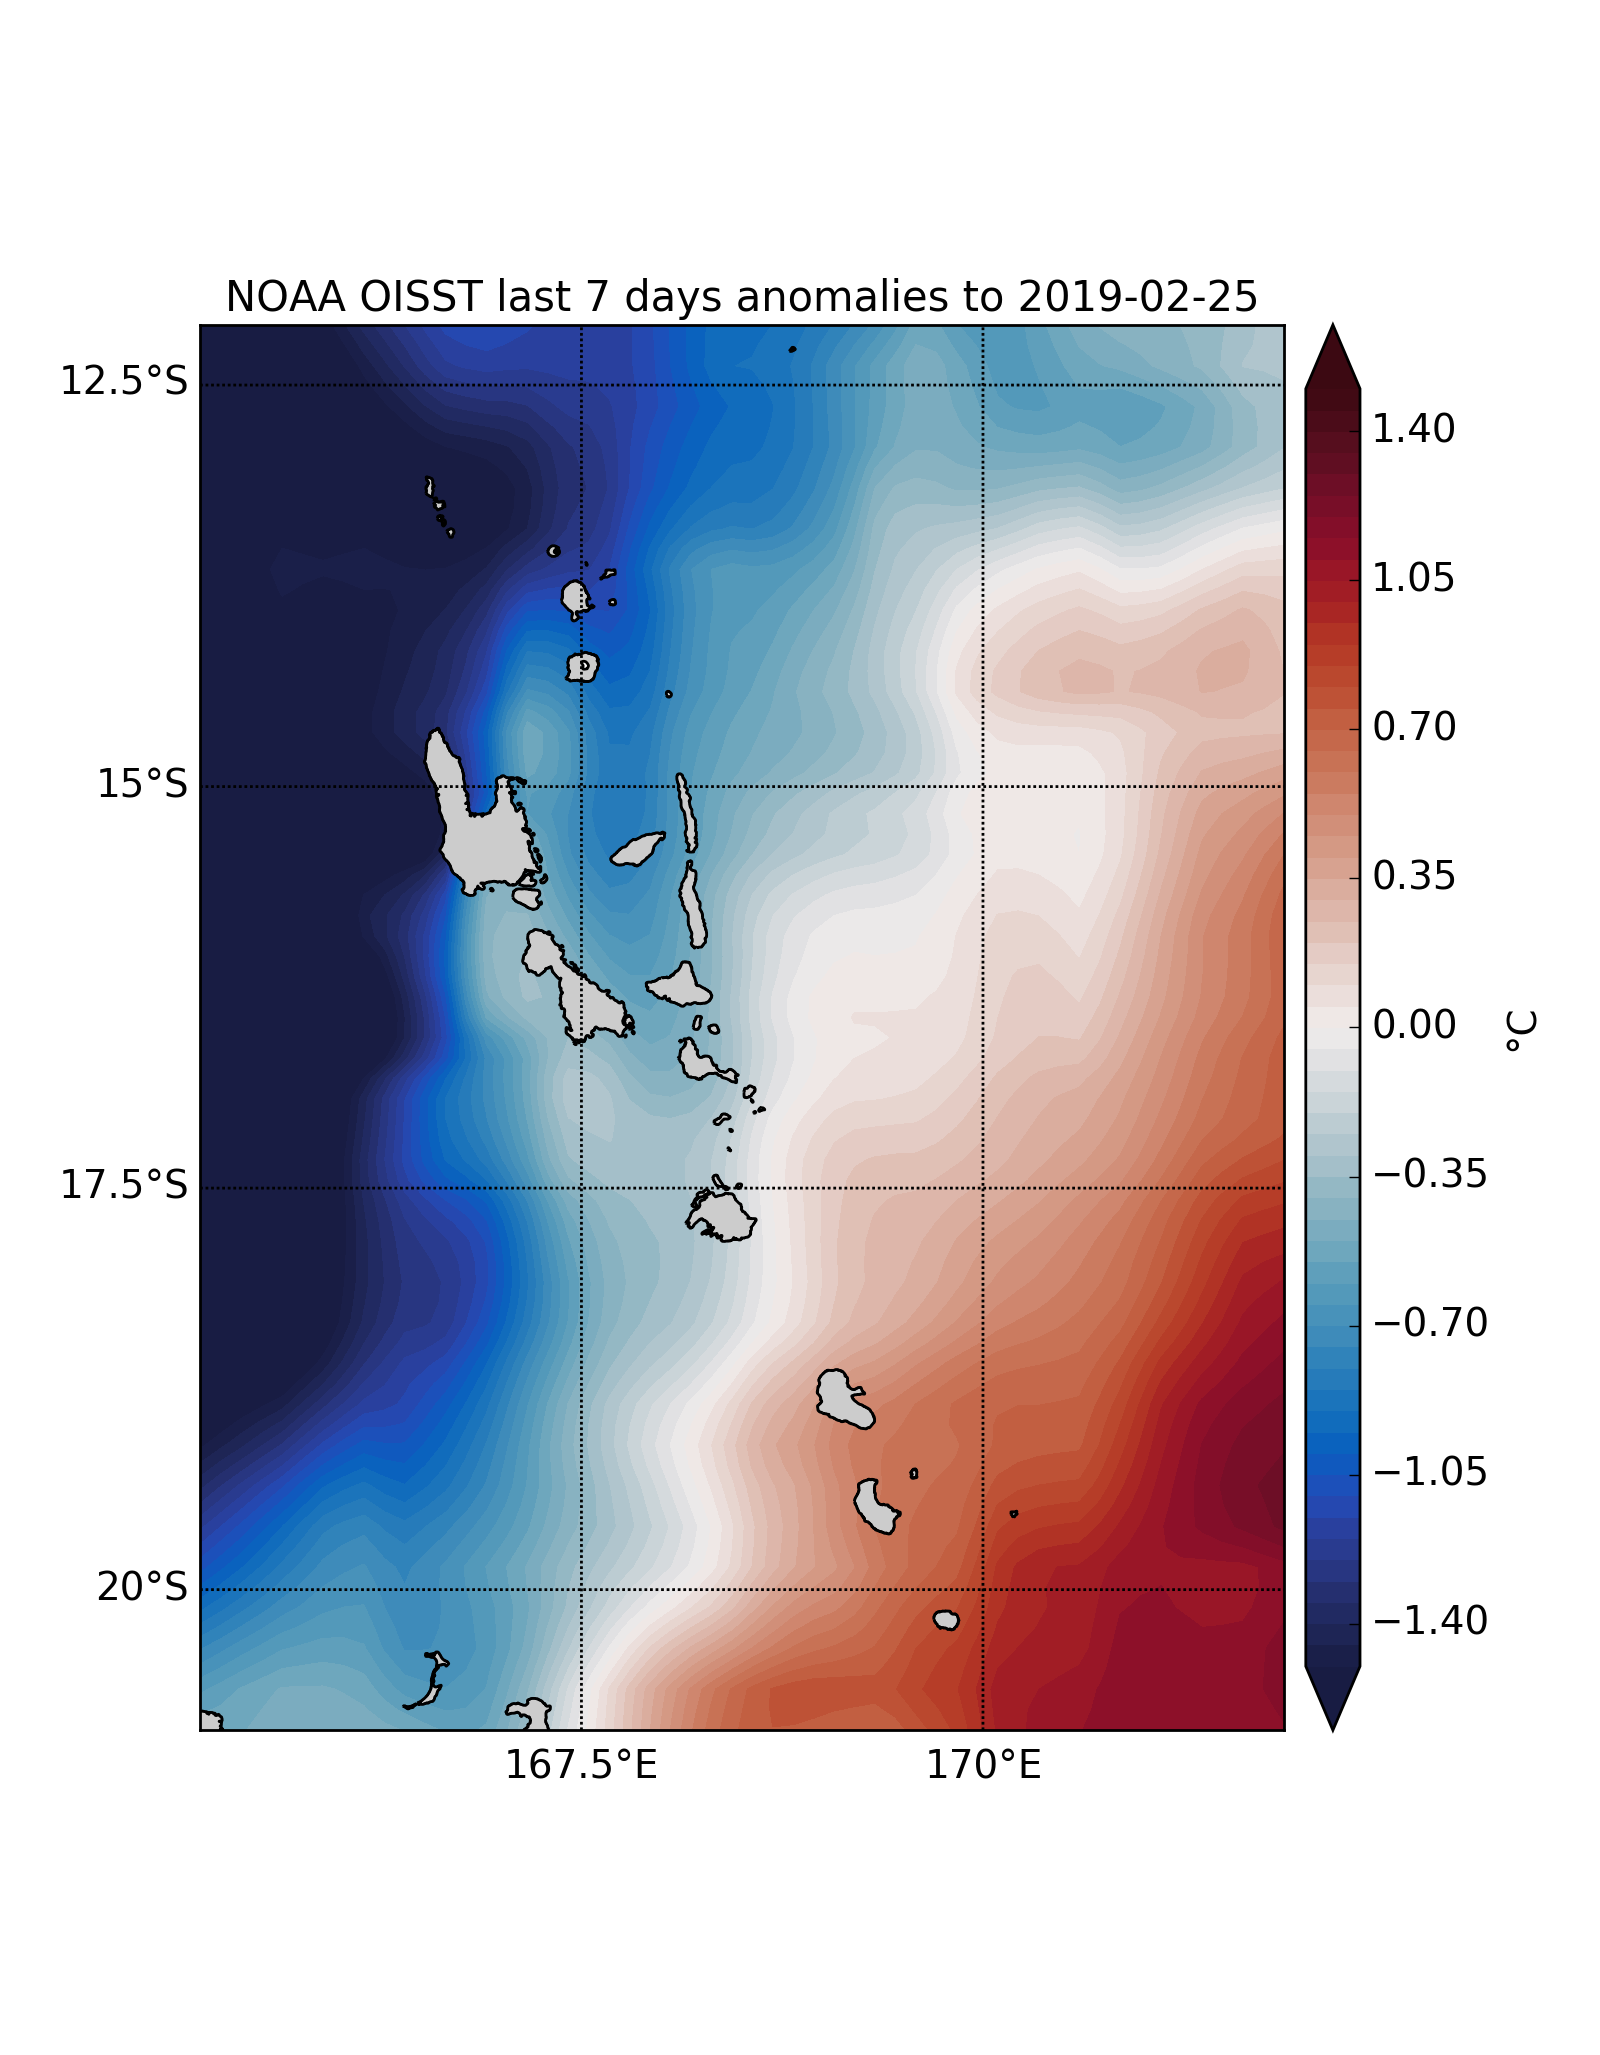 NOAA OISST last 7 days anomalies to 2019-02-25
12.5°S
15°S
17.5°S
20°S
167.5°E
170°E
1.40
1.05
0.70
0.35
0.00
−0.35
−0.70
−1.05
−1.40
°C